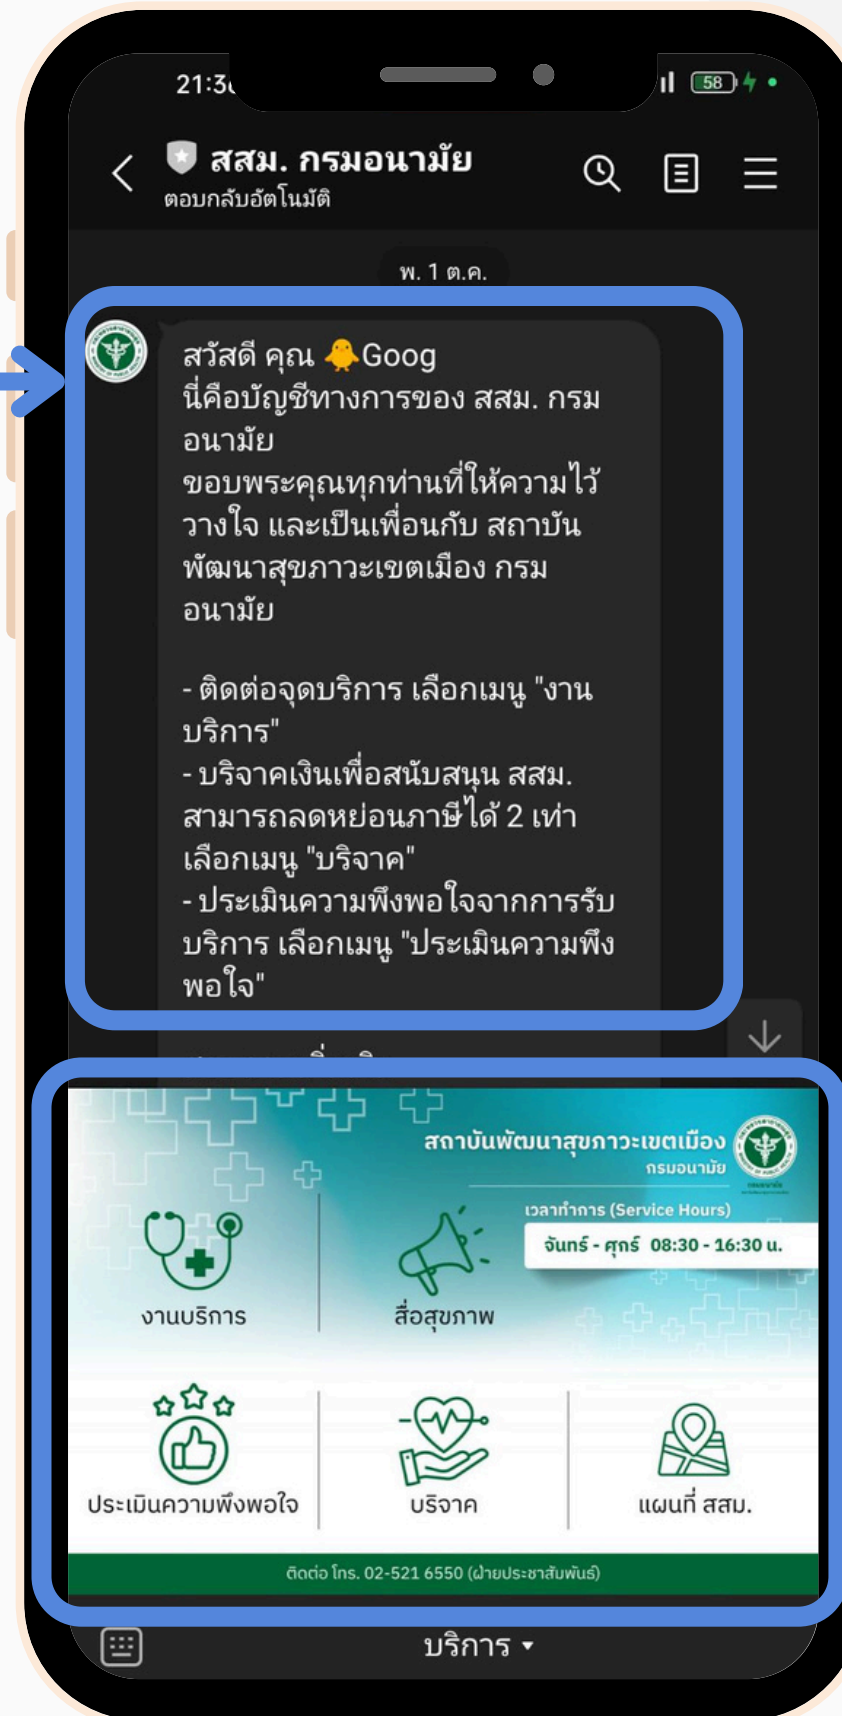 58
สสม. กรมอนามัย
ตอบกลับอัตโนมัติ
พ. 1 ต.ค.
สวัสดี คุณ 🐥Goog
นี่คือบัญชีทางการของ สสม. กรม
อนามัย
ขอบพระคุณทุกท่านที่ให้ความไว้
วางใจ และเป็นเพื่อนกับ สถาบัน
พัฒนาสุขภาวะเขตเมือง กรม
อนามัย
- ติดต่อจุดบริการ เลือกเมนู "งาน
บริการ"
- บริจาคเงินเพื่อสนับสนุน สสม.
สามารถลดหย่อนภาษีได้ 2 เท่า
เลือกเมนู "บริจาค"
- ประเมินความพึงพอใจจากการรับ
บริการ เลือกเมนู "ประเมินความพึง
พอใจ"
สถาบันพัฒนาสุขภาวะเขตเมือง
กรมอนามัย
เวลาทำการ (Service Hours)
จันทร์ - ศุกร์ 08:30 - 16:30 น.
งานบริการ
สื่อสุขภาพ
ประเมินความพึงพอใจ
บริจาค
แผนที่ สสม.
ติดต่อ โทร. 02-521 6550 (ฝ่ายประชาสัมพันธ์)
บริการ